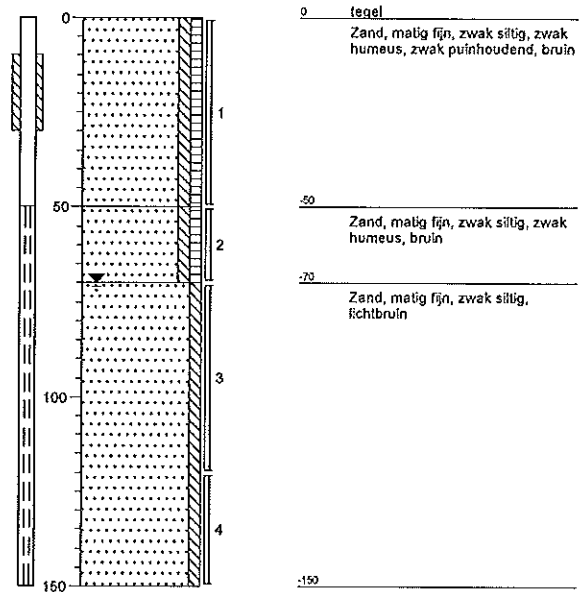 0
50
100
150
1
2
3
4
0 tegel
Zand, matig fijn, zwak siltig, zwak
humeus, zwak puinhoudend, bruin
-50
Zand, matig fijn, zwak siltig, zwak
humeus, bruin
-70
Zand, matig fijn, zwak siltig,
lichtbruin
-150